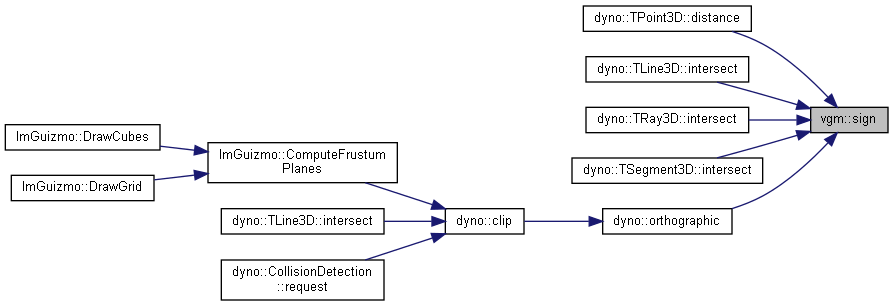 dyno::TPoint3D::distance
dyno::TLine3D::intersect
vgm::sign
dyno::TRay3D::intersect
ImGuizmo::DrawCubes
ImGuizmo::ComputeFrustum
Planes
dyno::TSegment3D::intersect
ImGuizmo::DrawGrid
dyno::TLine3D::intersect
dyno::clip
dyno::orthographic
dyno::CollisionDetection
::request